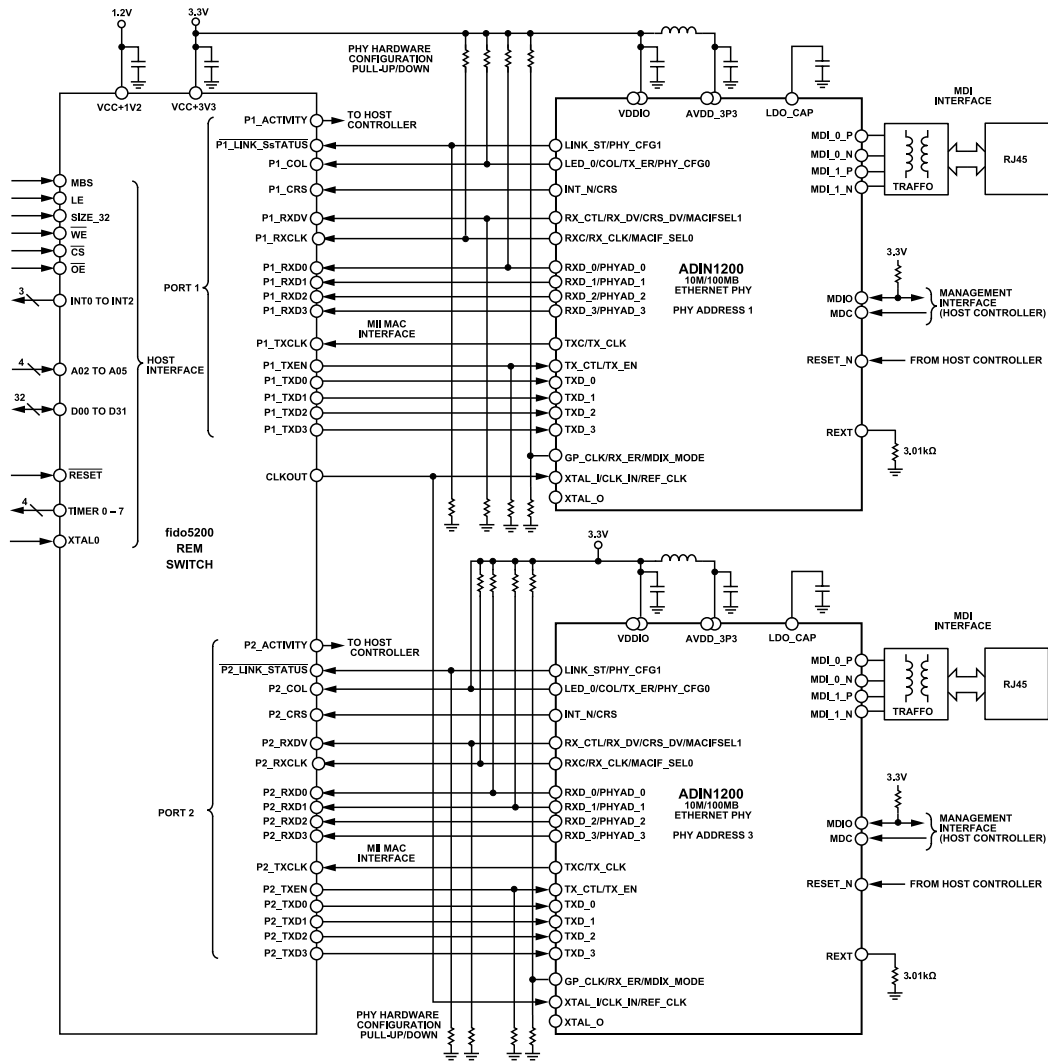 1.2V
3.3V
PHY HARDWARE
CONFIGURATION
PULL-UP/DOWN
VCC+1V2
VCC+3V3
VDDIO
AVDD_3P3
LDO_CAP
MDI
INTERFACE
P1_ACTIVITY
TO HOST
CONTROLLER
P1_LINK_SsTATUS
P1_COL
P1_CRS
P1_RXDV
P1_RXCLK
P1_RXD0
P1_RXD1
P1_RXD2
P1_RXD3
MII MAC
INTERFACE
P1_TXCLK
P1_TXEN
P1_TXD0
P1_TXD1
P1_TXD2
P1_TXD3
CLKOUT
PORT 1
MBS
LE
SIZE_32
WE
CS
OE
3
INT0 TO INT2
HOST
INTERFACE
4
A02 TO A05
32
D00 TO D31
RESET
4
TIMER 0 – 7
XTAL0
fido5200
REM
SWITCH
LINK_ST/PHY_CFG1
LED_0/COL/TX_ER/PHY_CFG0
INT_N/CRS
RX_CTL/RX_DV/CRS_DV/MACIFSEL1
RXC/RX_CLK/MACIF_SEL0
RXD_0/PHYAD_0
RXD_1/PHYAD_1
RXD_2/PHYAD_2
RXD_3/PHYAD_3
TXC/TX_CLK
TX_CTL/TX_EN
TXD_0
TXD_1
TXD_2
TXD_3
GP_CLK/RX_ER/MDIX_MODE
XTAL_I/CLK_IN/REF_CLK
XTAL_O
ADIN1200
10M/100MB
ETHERNET PHY
PHY ADDRESS 1
MDI_0_P
MDI_0_N
MDI_1_P
MDI_1_N
TRAFFO
RJ45
3.3V
MDIO
MDC
MANAGEMENT
INTERFACE
(HOST CONTROLLER)
RESET_N
FROM HOST CONTROLLER
REXT
3.01kΩ
3.3V
VDDIO
AVDD_3P3
LDO_CAP
MDI
INTERFACE
P2_ACTIVITY
TO HOST
CONTROLLER
P2_LINK_STATUS
P2_COL
P2_CRS
P2_RXDV
P2_RXCLK
P2_RXD0
P2_RXD1
P2_RXD2
P2_RXD3
MII MAC
INTERFACE
P2_TXCLK
P2_TXEN
P2_TXD0
P2_TXD1
P2_TXD2
P2_TXD3
PORT 2
PHY HARDWARE
CONFIGURATION
PULL-UP/DOWN
LINK_ST/PHY_CFG1
LED_0/COL/TX_ER/PHY_CFG0
INT_N/CRS
RX_CTL/RX_DV/CRS_DV/MACIFSEL1
RXC/RX_CLK/MACIF_SEL0
RXD_0/PHYAD_0
RXD_1/PHYAD_1
RXD_2/PHYAD_2
RXD_3/PHYAD_3
TXC/TX_CLK
TX_CTL/TX_EN
TXD_0
TXD_1
TXD_2
TXD_3
GP_CLK/RX_ER/MDIX_MODE
XTAL_I/CLK_IN/REF_CLK
XTAL_O
ADIN1200
10M/100MB
ETHERNET PHY
PHY ADDRESS 3
MDI_0_P
MDI_0_N
MDI_1_P
MDI_1_N
TRAFFO
RJ45
3.3V
MDIO
MDC
MANAGEMENT
INTERFACE
(HOST CONTROLLER)
RESET_N
FROM HOST CONTROLLER
REXT
3.01kΩ